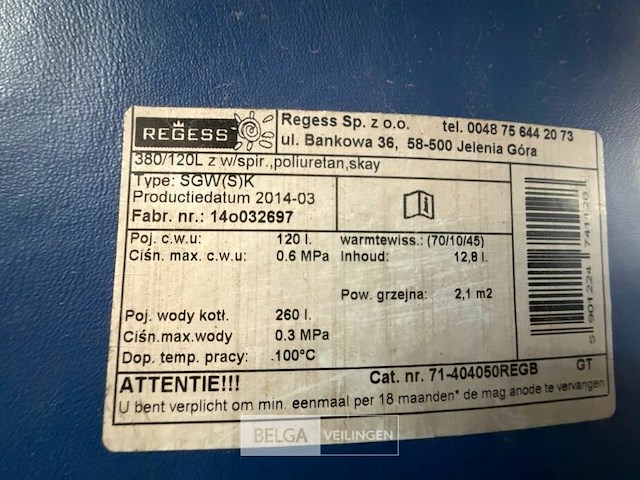 REGESS
Regess Sp. z o.o. tel. 0048 75 644 20 73
ul. Bankowa 36, 58-500 Jelenia Góra
380/120L z w/spir.,poliuretan,skay
Type: SGW(S)K
Productiedatum 2014-03
Fabr. nr.: 14o032697
Poj. c.w.u: 120 l. warmtewiss.: (70/10/45)
Ciśn. max. c.w.u: 0.6 MPa Inhoud: 12,8 l.
Pow. grzejna: 2,1 m2
Poj. wody kotł. 260 l.
Ciśn.max.wody 0.3 MPa
Dop. temp. pracy: .100°C
Cat. nr. 71-404050REGB GT
ATTENTIE!!!
U bent verplicht om min. eenmaal per 18 maanden* de mag anode te vervangen
5 901224 741130
BELGA VEILINGEN